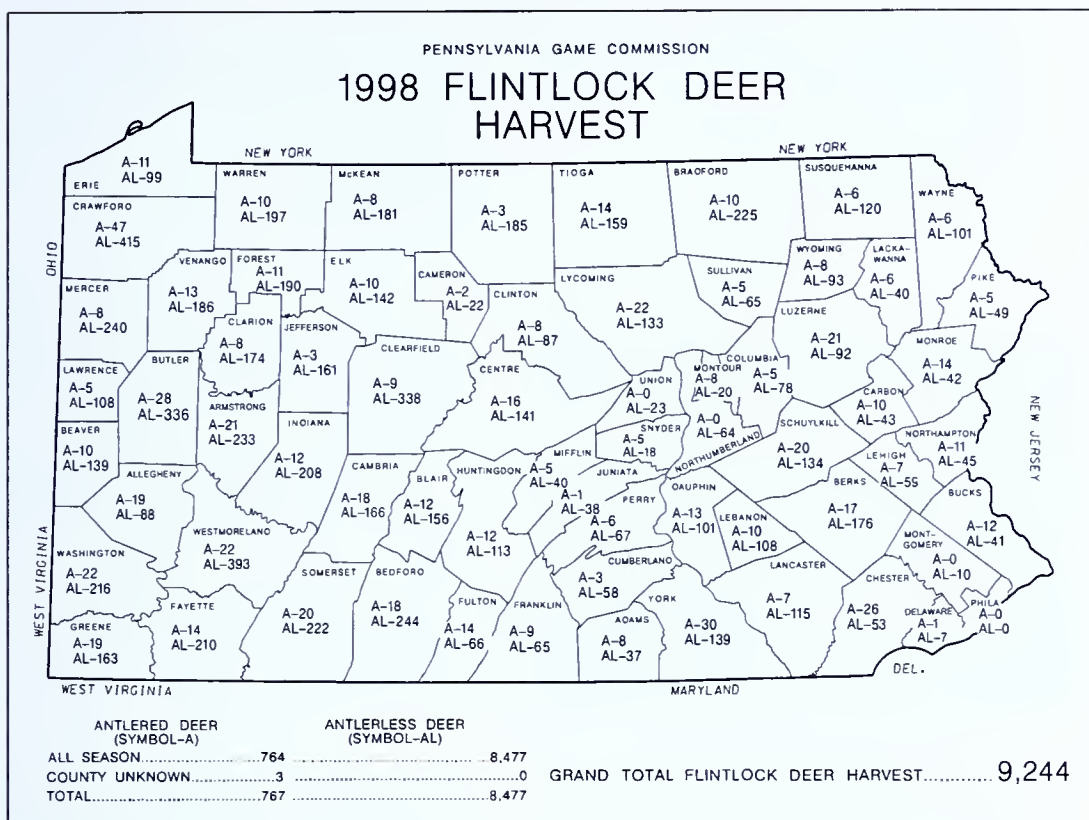 PENNSYLVANIA GAME COMMISSION
1998 FLINTLOCK DEER
HARVEST
NEW YORK
NEW YORK
ERIE
A-11
AL-99
WARREN
A-10
AL-197
McKEAN
A-8
AL-181
POTTER
A-3
AL-185
TIOGA
A-14
AL-159
BRADFORD
A-10
AL-225
SUSQUEHANNA
A-6
AL-120
WAYNE
A-6
AL-101
CRAWFORD
A-47
AL-415
OHIO
VENANGO
A-13
AL-186
FOREST
A-11
AL-190
ELK
A-10
AL-142
CAMERON
A-2
AL-22
CLINTON
A-8
AL-87
LYCOMING
A-22
AL-133
SULLIVAN
A-5
AL-65
WYOMING
A-8
AL-93
LACKA-
WANNA
A-6
AL-40
PIKE
A-5
AL-49
MERCER
A-8
AL-240
CLARION
A-8
AL-174
JEFFERSON
A-3
AL-161
CLEARFIELD
A-9
AL-338
CENTRE
A-16
AL-141
UNION
A-0
AL-23
MONTOUR
A-8
AL-20
COLUMBIA
A-5
AL-78
LUZERNE
A-21
AL-92
MONROE
A-14
AL-42
LAWRENCE
A-5
AL-108
BUTLER
A-28
AL-336
ARMSTRONG
A-21
AL-233
INDIANA
A-12
AL-208
SNYDER
A-5
AL-18
A-0
AL-64
NORTHUMBERLAND
SCHUYLKILL
A-20
AL-134
CARBON
A-10
AL-43
NORTHAMPTON
A-11
AL-45
NEW JERSEY
BEAVER
A-10
AL-139
ALLEGHENY
A-19
AL-88
CAMBRIA
A-18
AL-166
BLAIR
A-12
AL-156
HUNTINGDON
A-12
AL-113
MIFFLIN
A-5
AL-40
JUNIATA
A-1
AL-38
PERRY
A-6
AL-67
DAUPHIN
A-13
AL-101
LEBANON
A-10
AL-108
BERKS
A-17
AL-176
LEHIGH
A-7
AL-59
BUCKS
A-12
AL-41
WEST VIRGINIA
WASHINGTON
A-22
AL-216
WESTMORELAND
A-22
AL-393
SOMERSET
A-20
AL-222
BEDFORD
A-18
AL-244
FULTON
A-14
AL-66
FRANKLIN
A-9
AL-65
CUMBERLAND
A-3
AL-58
ADAMS
A-8
AL-37
YORK
A-30
AL-139
LANCASTER
A-7
AL-115
CHESTER
A-26
AL-53
MONT-
GOMERY
A-0
AL-10
DELAWARE
A-1
AL-7
PHILA
A-0
AL-0
GREENE
A-19
AL-163
FAYETTE
A-14
AL-210
WEST VIRGINIA
MARYLAND
DEL.
ANTLERED DEER
(SYMBOL-A)
ANTLERLESS DEER
(SYMBOL-AL)
ALL SEASON 764 8,477
COUNTY UNKNOWN 3 0
TOTAL 767 8,477
GRAND TOTAL FLINTLOCK DEER HARVEST 9,244